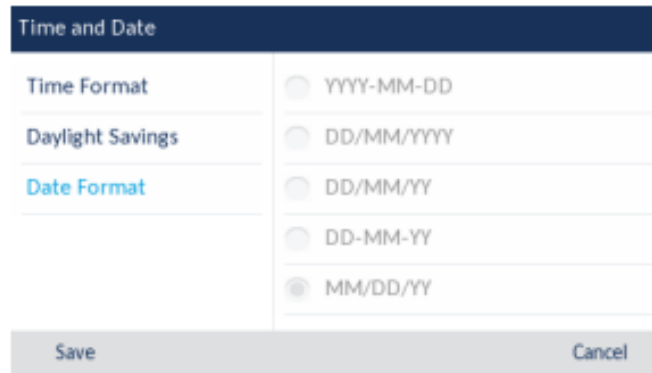 Time and Date
Time Format
Daylight Savings
Date Format
YYYY-MM-DD
DD/MM/YYYY
DD/MM/YY
DD-MM-YY
MM/DD/YY
Save
Cancel